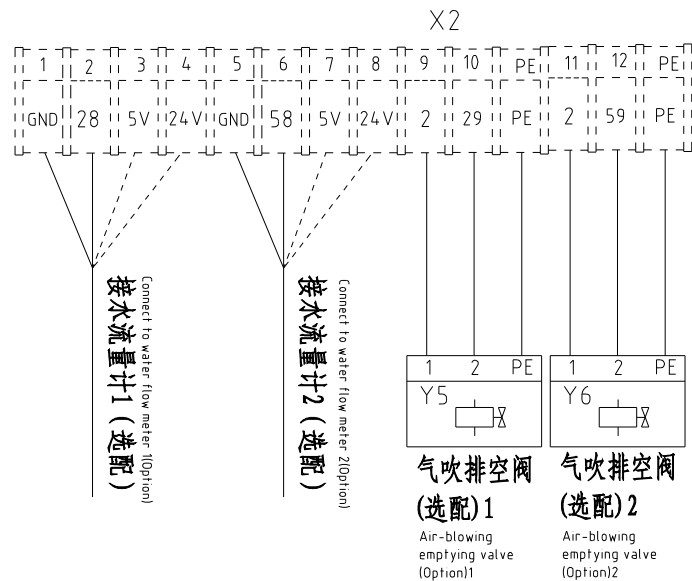 X2
1 2 3 4 5 6 7 8 9 10 PE 11 12 PE
GND 28 5V 24V GND 58 5V 24V 2 29 PE 2 59 PE
接水流量计1（选配）
Connect to water flow meter 1(Option)
接水流量计2（选配）
Connect to water flow meter 2(Option)
1 2 PE
Y5
气吹排空阀
(选配)1
Air-blowing
emptying valve
(Option)1
1 2 PE
Y6
气吹排空阀
(选配)2
Air-blowing
emptying valve
(Option)2